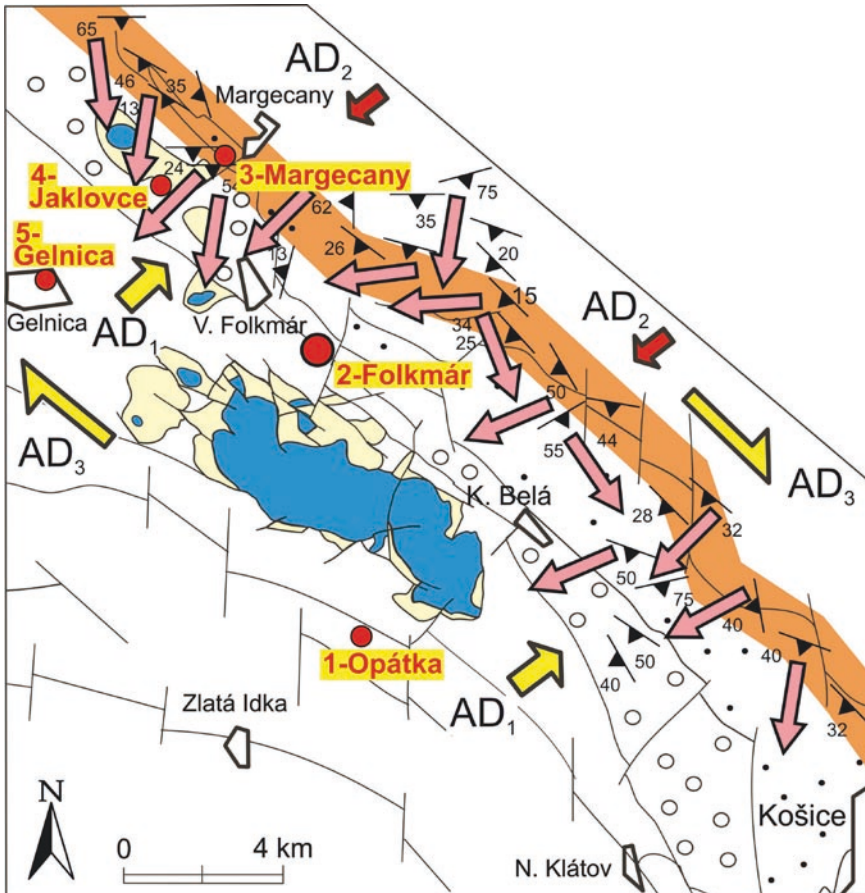 65
AD₂
46
35
Margecany
13
24
3-Margecany
54
4-
Jaklovce
75
35
62
5-
Gelnica
26
20
13
15
AD₂
Gelnica
AD₁
V. Folkmár
34
25
2-Folkmár
50
44
55
AD₃
AD₃
K. Belá
28
32
50
75
40
1-Opátka
50
40
40
Zlatá Idka
AD₁
32
N
Košice
0
4 km
N. Klátov